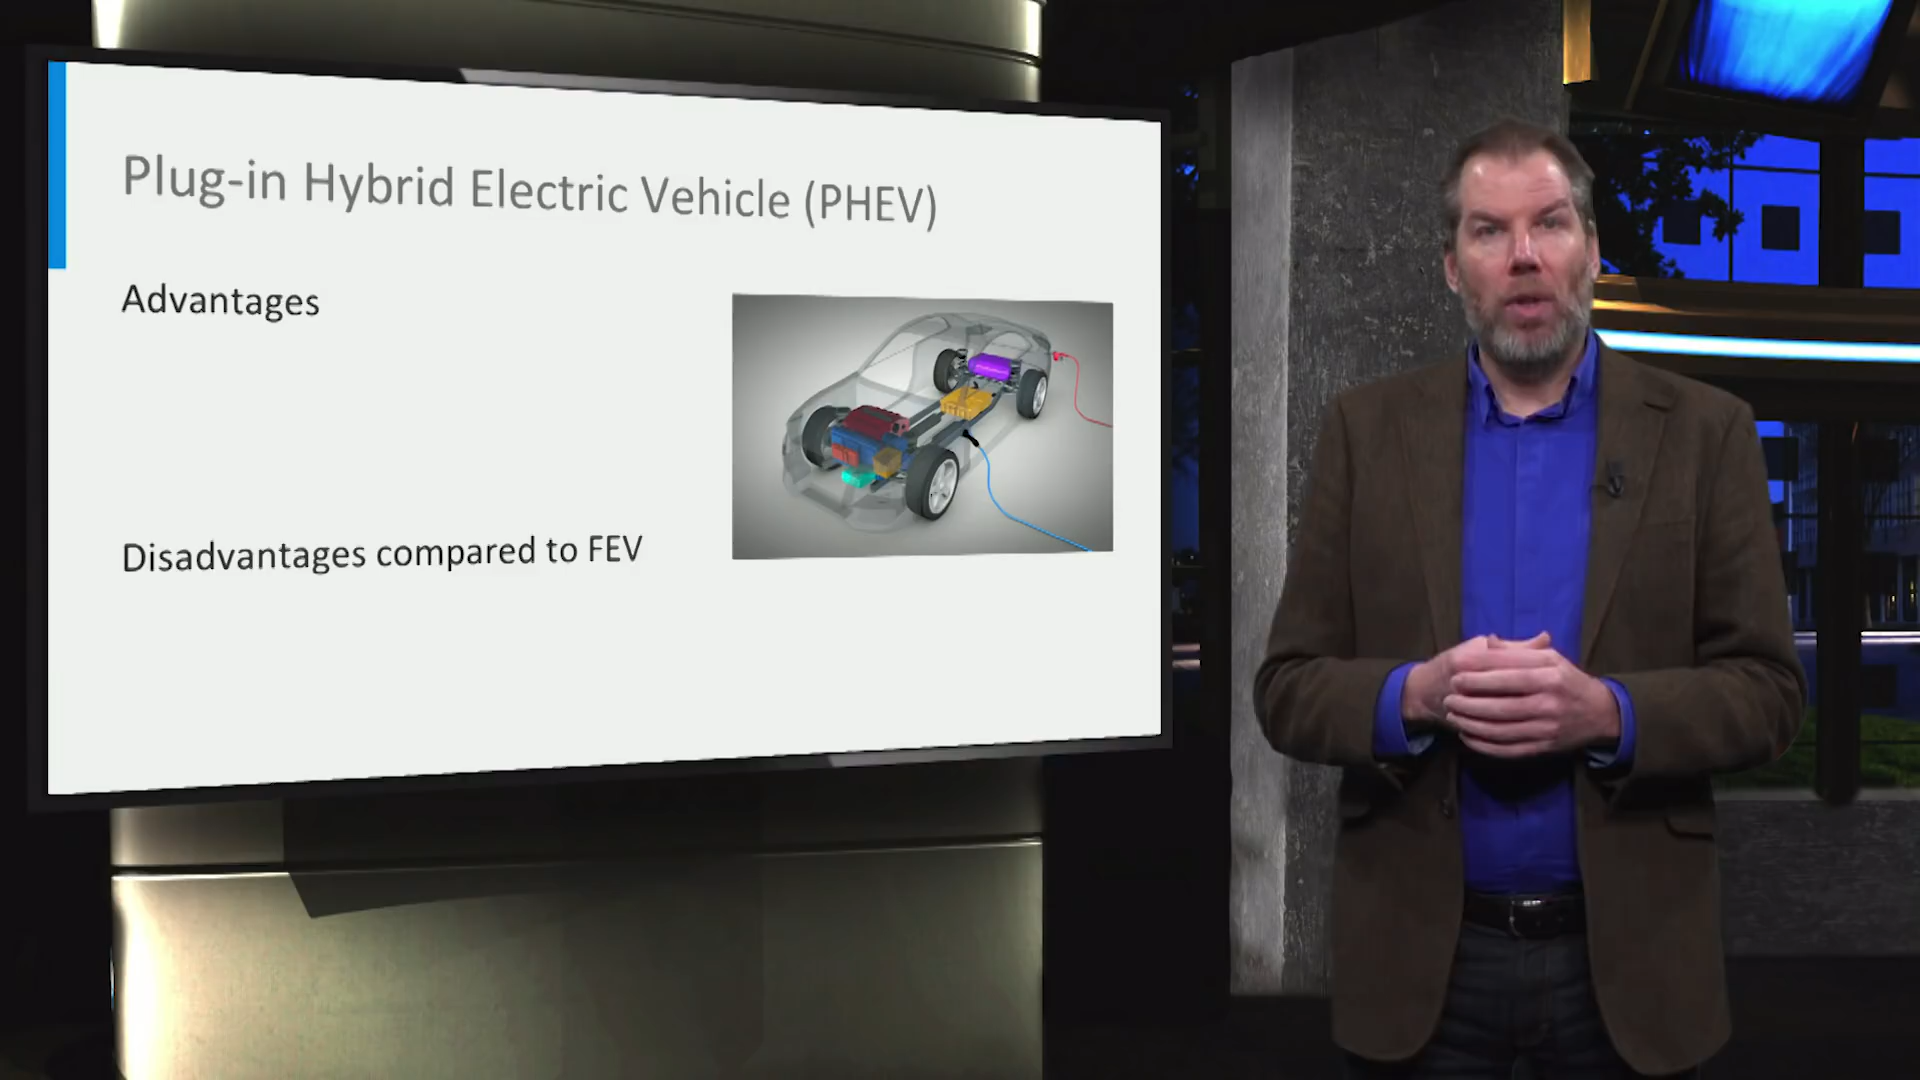 Plug-in Hybrid Electric Vehicle (PHEV)
Advantages
Disadvantages compared to FEV